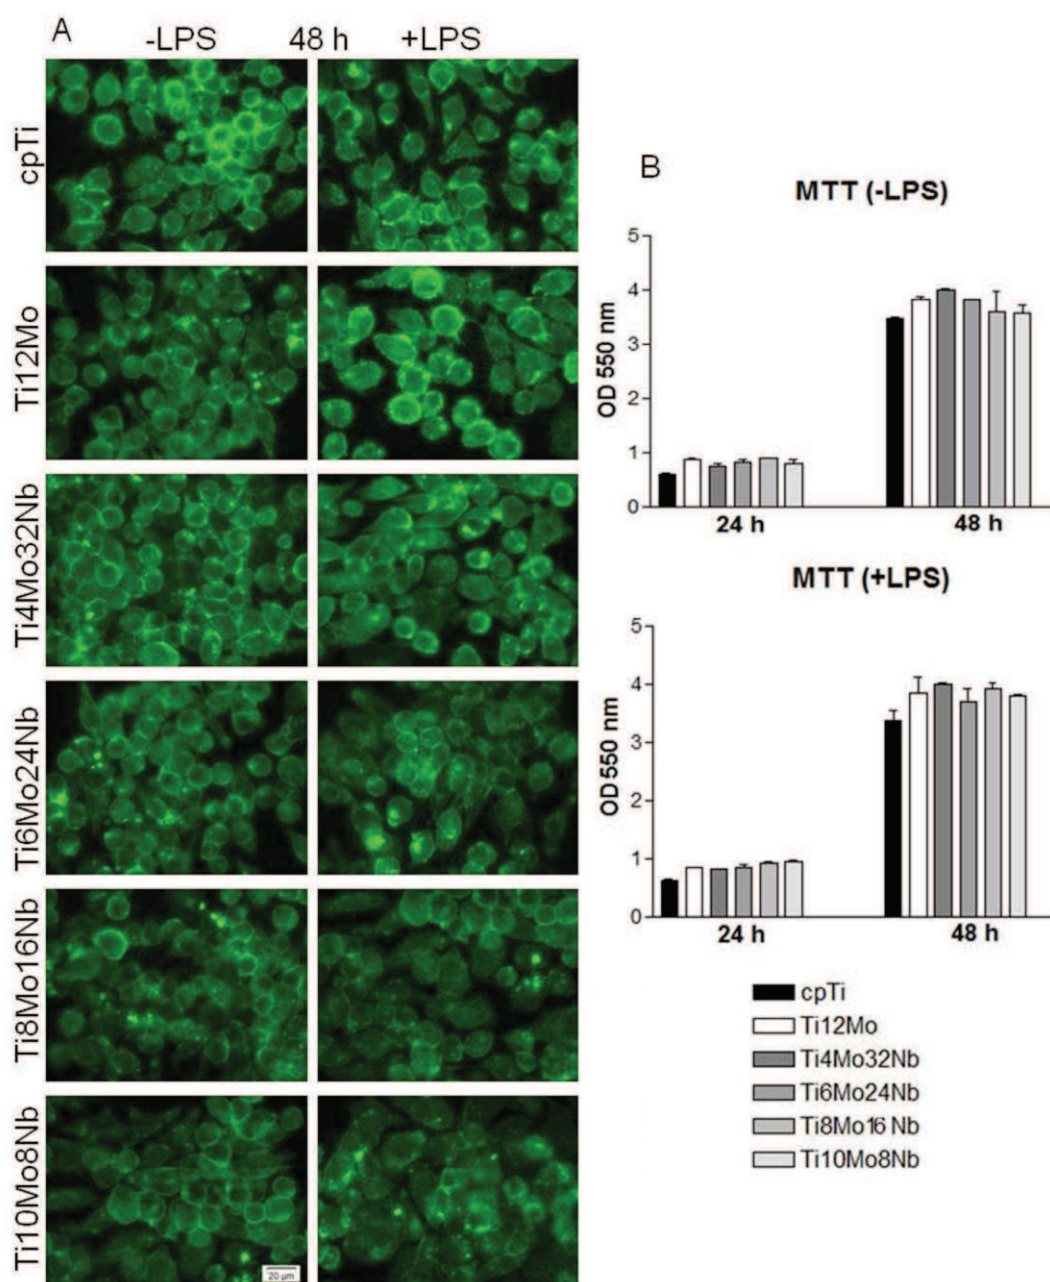 A
-LPS 48 h +LPS
cpTi
Ti12Mo
Ti4Mo32Nb
Ti6Mo24Nb
Ti8Mo16Nb
Ti10Mo8Nb
20 µm
B
MTT (-LPS)
OD 550 nm
5
4
3
2
1
0
24 h 48 h
MTT (+LPS)
OD 550 nm
5
4
3
2
1
0
24 h 48 h
cpTi
Ti12Mo
Ti4Mo32Nb
Ti6Mo24Nb
Ti8Mo16 Nb
Ti10Mo8Nb